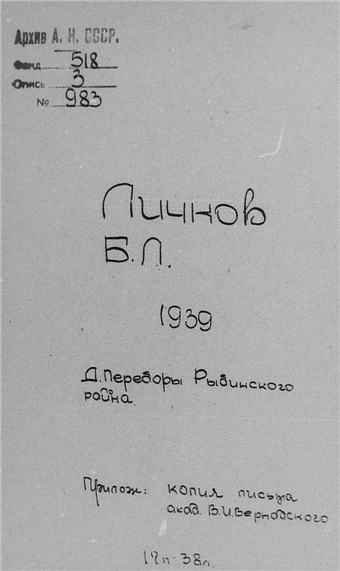 Архив А. Н. СССР.
Фонд 518
Опись 3
№ 983
Личков
Б.Л.
1939
Д. Переборы Рыбинского
района.
Прилож: копия письма
акад. В.И. Вернадского
17п-38л.